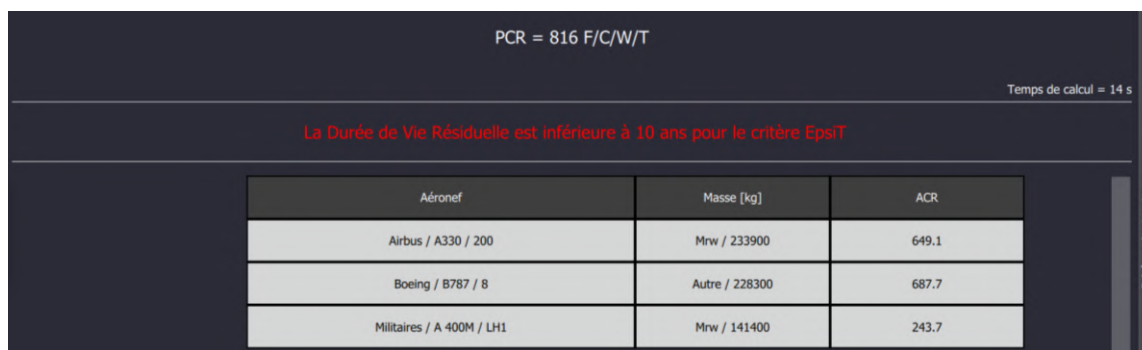 PCR = 816 F/C/W/T
Temps de calcul = 14 s
La Durée de Vie Résiduelle est inférieure à 10 ans pour le critère EpsiT
Aéronef Masse [kg] ACR
Airbus / A330 / 200 Mrw / 233900 649.1
Boeing / B787 / 8 Autre / 228300 687.7
Militaires / A 400M / LH1 Mrw / 141400 243.7